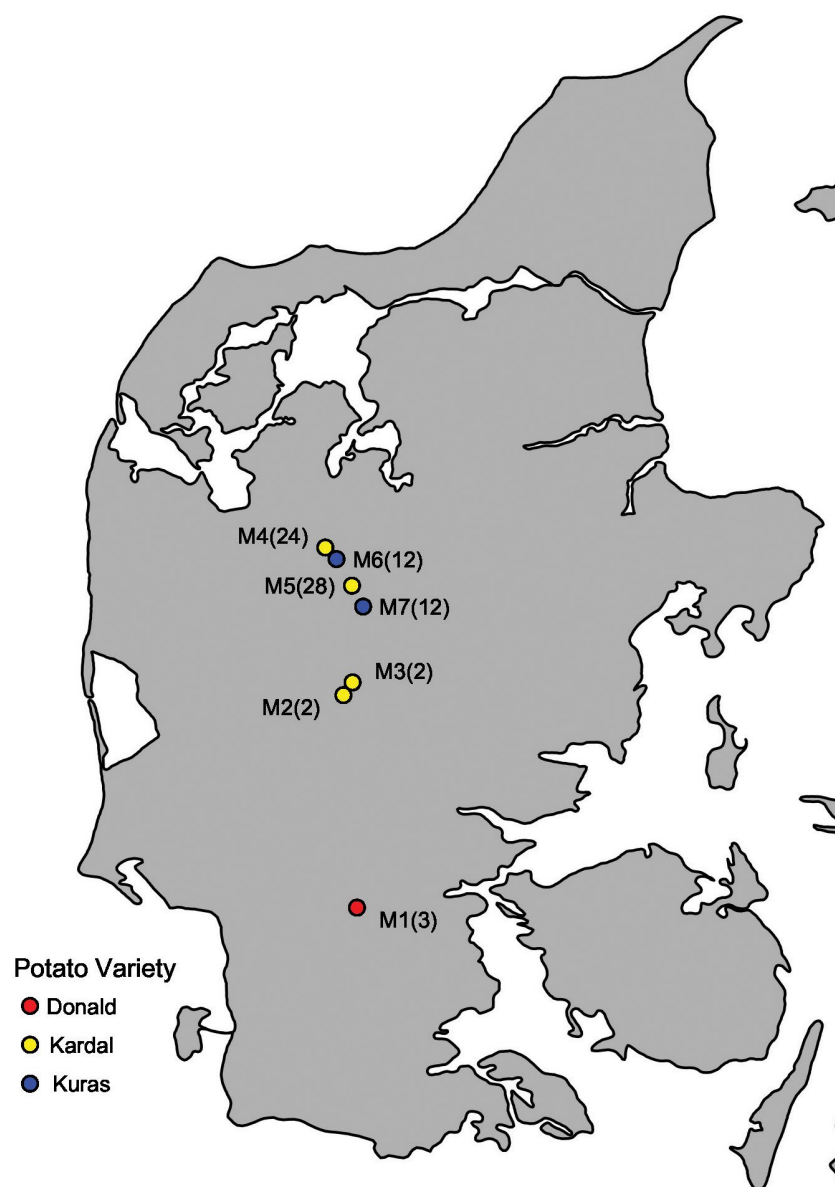 M4(24)
M6(12)
M5(28)
M7(12)
M3(2)
M2(2)
M1(3)
Potato Variety
Donald
Kardal
Kuras